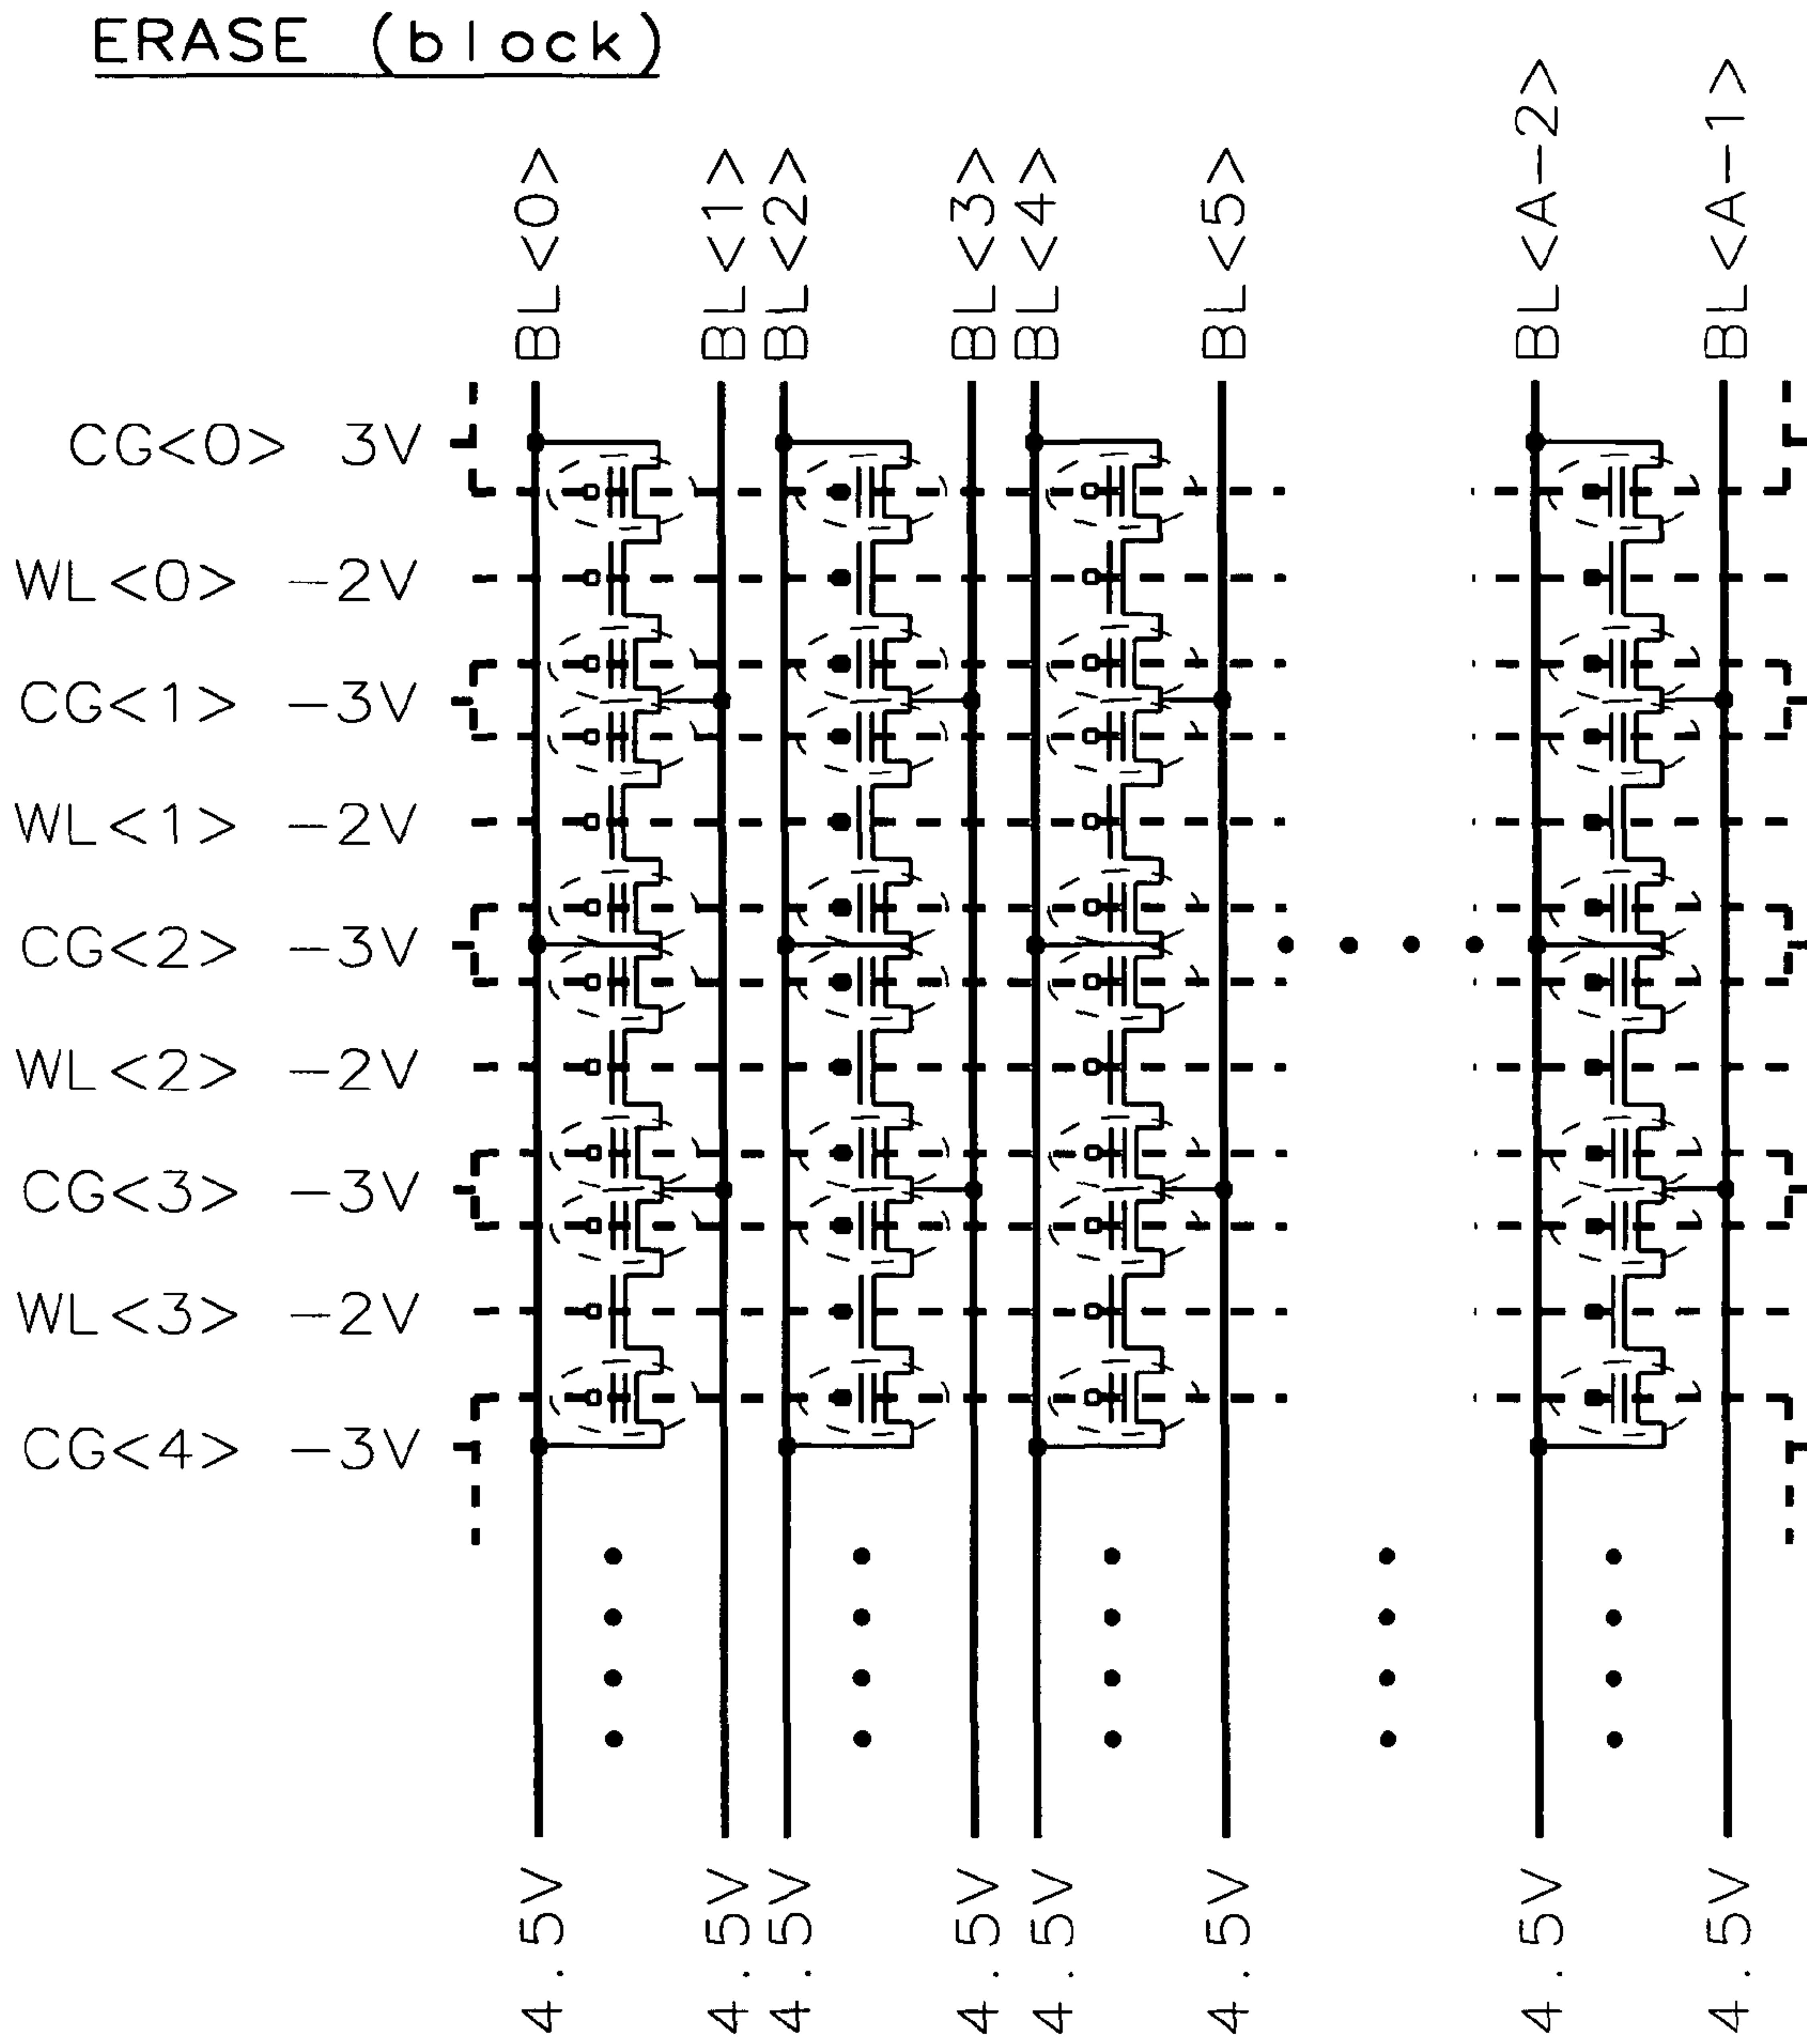 ERASE (block)
BL<0>
BL<1>
BL<2>
BL<3>
BL<4>
BL<5>
BL<A-2>
BL<A-1>
CG<0> 3V
WL<0> -2V
CG<1> -3V
WL<1> -2V
CG<2> -3V
WL<2> -2V
CG<3> -3V
WL<3> -2V
CG<4> -3V
4.5V
4.5V
4.5V
4.5V
4.5V
4.5V
4.5V
4.5V